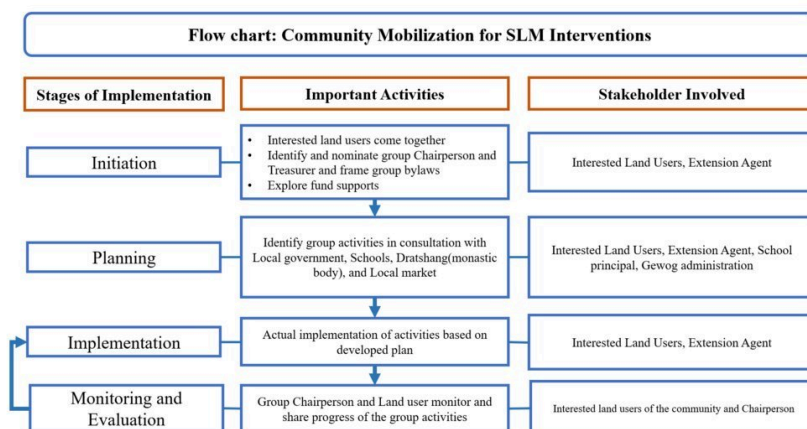 Flow chart: Community Mobilization for SLM Interventions
Stages of Implementation
Important Activities
Stakeholder Involved
Initiation
• Interested land users come together
• Identify and nominate group Chairperson and
Treasurer and frame group bylaws
• Explore fund supports
Interested Land Users, Extension Agent
Planning
Identify group activities in consultation with
Local government, Schools, Dratshang(monastic
body), and Local market
Interested Land Users, Extension Agent, School
principal, Gewog administration
Implementation
Actual implementation of activities based on
developed plan
Interested Land Users, Extension Agent
Monitoring and
Evaluation
Group Chairperson and Land user monitor and
share progress of the group activities
Interested land users of the community and Chairperson